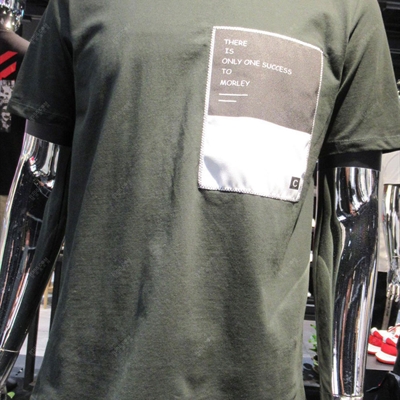 THERE
IS
ONLY ONE SUCCESS
TO
MORLEY